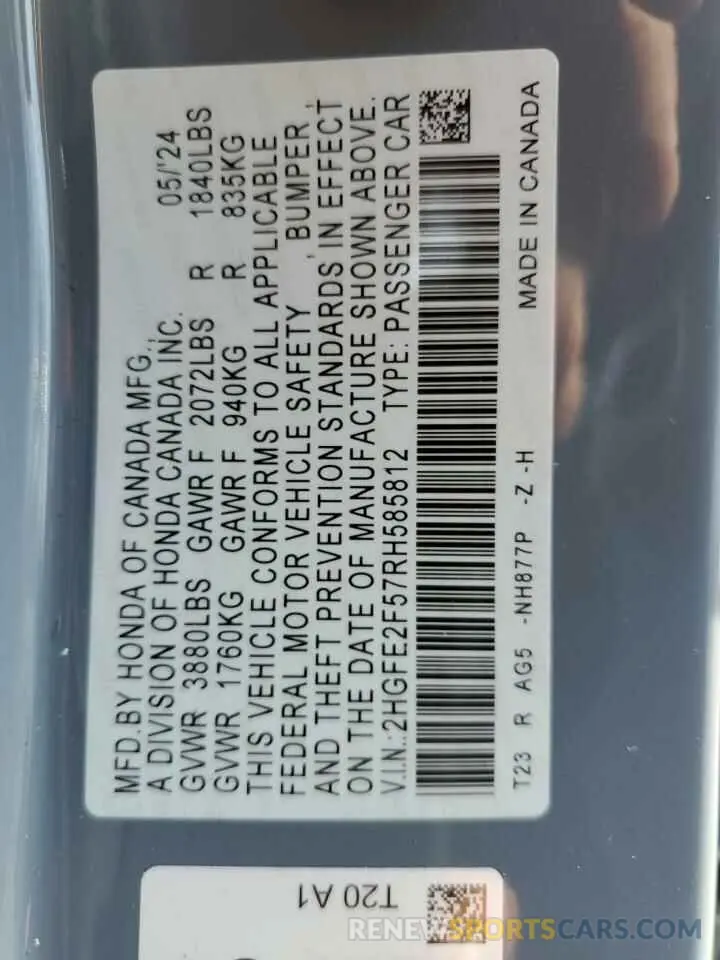 MFD.BY HONDA OF CANADA MFG.,
A DIVISION OF HONDA CANADA INC. 05/'24
GVWR 3880LBS GAWR F 2072LBS R 1840LBS
GVWR 1760KG GAWR F 940KG R 835KG
THIS VEHICLE CONFORMS TO ALL APPLICABLE
FEDERAL MOTOR VEHICLE SAFETY , BUMPER ,
AND THEFT PREVENTION STANDARDS IN EFFECT
ON THE DATE OF MANUFACTURE SHOWN ABOVE.
V.I.N.:2HGFE2F57RH585812 TYPE: PASSENGER CAR
T23 R AG5 -NH877P -Z -H MADE IN CANADA
T20 A1
RENEWSPORTSCARS.COM